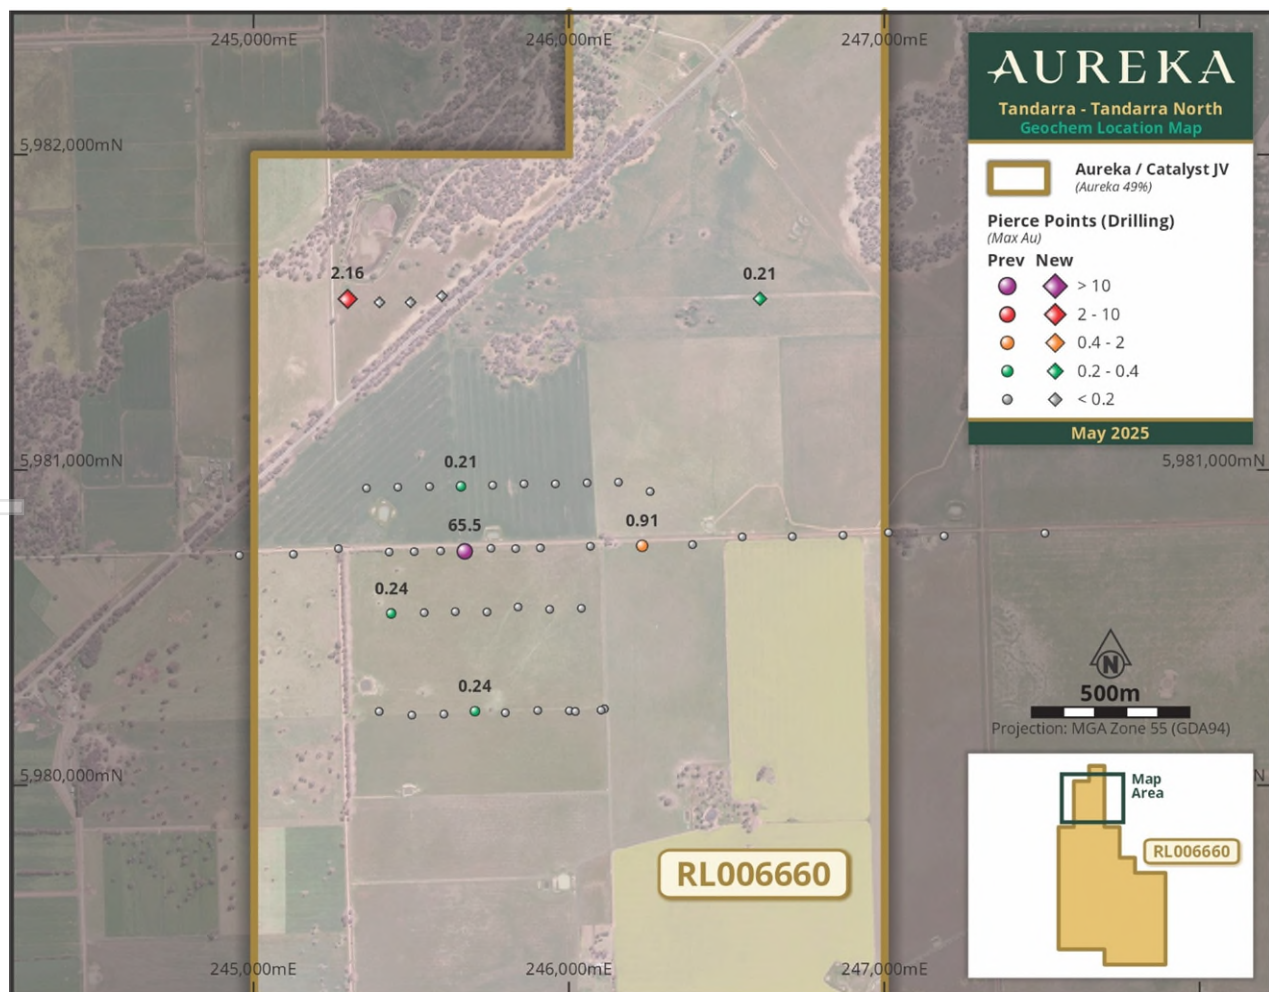 245,000mE
246,000mE
247,000mE
AUREKA
Tandarra - Tandarra North
Geochem Location Map
5,982,000mN
Aureka / Catalyst JV
(Aureka 49%)
Pierce Points (Drilling)
(Max Au)
Prev New
> 10
2 - 10
0.4 - 2
0.2 - 0.4
< 0.2
May 2025
2.16
0.21
5,981,000mN
5,981,000mN
0.21
65.5
0.91
0.24
0.24
N
500m
Projection: MGA Zone 55 (GDA94)
5,980,000mN
N
Map
Area
RL006660
RL006660
245,000mE
246,000mE
247,000mE